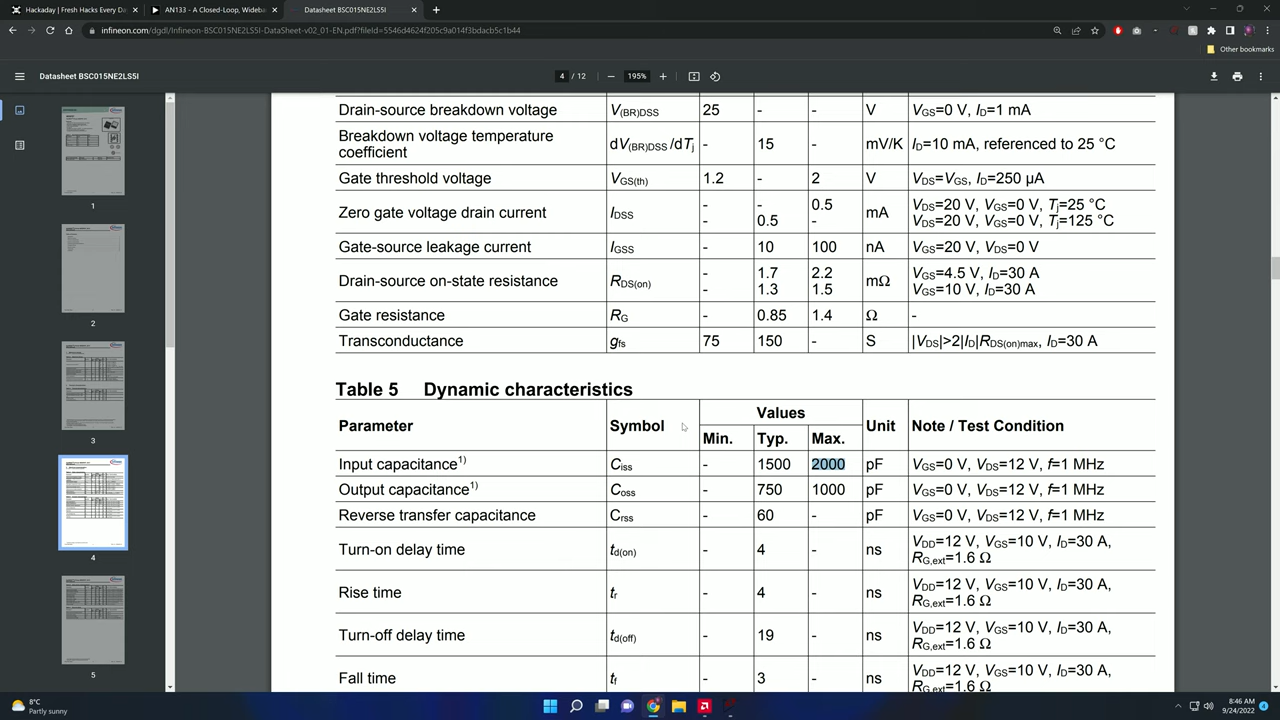 Hackaday | Fresh Hacks Every Da
AN133 - A Closed-Loop, Wideba
Datasheet BSC015NE2LS5I
infineon.com/dgdl/Infineon-BSC015NE2LS5I-DataSheet-v02_01-EN.pdf?fileId=5546d4624f205c9a014f3bdacb5c1b44
Other bookmarks
Datasheet BSC015NE2LS5I
4 / 12
195%
1
2
3
4
5
Drain-source breakdown voltage V(BR)DSS 25 - - V VGS=0 V, ID=1 mA
Breakdown voltage temperature
coefficient dV(BR)DSS/dTj - 15 - mV/K ID=10 mA, referenced to 25 °C
Gate threshold voltage VGS(th) 1.2 - 2 V VDS=VGS, ID=250 µA
Zero gate voltage drain current IDSS - - 0.5 mA VDS=20 V, VGS=0 V, Tj=25 °C
- 0.5 - VDS=20 V, VGS=0 V, Tj=125 °C
Gate-source leakage current IGSS - 10 100 nA VGS=20 V, VDS=0 V
Drain-source on-state resistance RDS(on) - 1.7 2.2 mΩ VGS=4.5 V, ID=30 A
- 1.3 1.5 VGS=10 V, ID=30 A
Gate resistance RG - 0.85 1.4 Ω -
Transconductance gfs 75 150 - S |VDS|>2|ID|RDS(on)max, ID=30 A
Table 5 Dynamic characteristics
Parameter Symbol Values Unit Note / Test Condition
Min. Typ. Max.
Input capacitance1) Ciss - 1500 2000 pF VGS=0 V, VDS=12 V, f=1 MHz
Output capacitance1) Coss - 750 1000 pF VGS=0 V, VDS=12 V, f=1 MHz
Reverse transfer capacitance Crss - 60 - pF VGS=0 V, VDS=12 V, f=1 MHz
Turn-on delay time td(on) - 4 - ns VDD=12 V, VGS=10 V, ID=30 A,
RG,ext=1.6 Ω
Rise time tr - 4 - ns VDD=12 V, VGS=10 V, ID=30 A,
RG,ext=1.6 Ω
Turn-off delay time td(off) - 19 - ns VDD=12 V, VGS=10 V, ID=30 A,
RG,ext=1.6 Ω
Fall time tf - 3 - ns VDD=12 V, VGS=10 V, ID=30 A,
RG,ext=1.6 Ω
8°C
Partly sunny
8:46 AM
9/24/2022